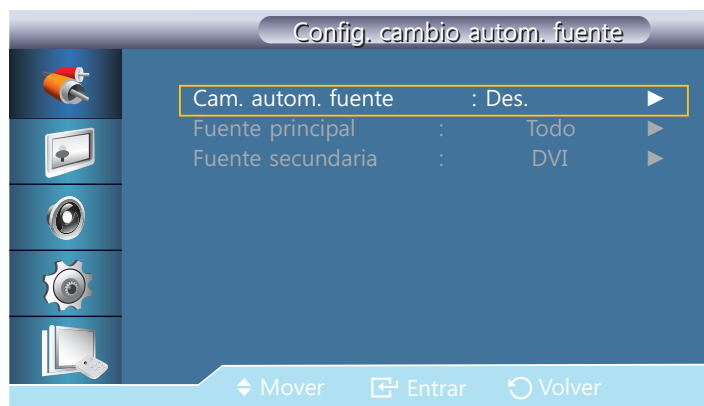 Config. cambio autom. fuente
Cam. autom. fuente : Des.
Fuente principal : Todo
Fuente secundaria : DVI
Mover Entrar Volver